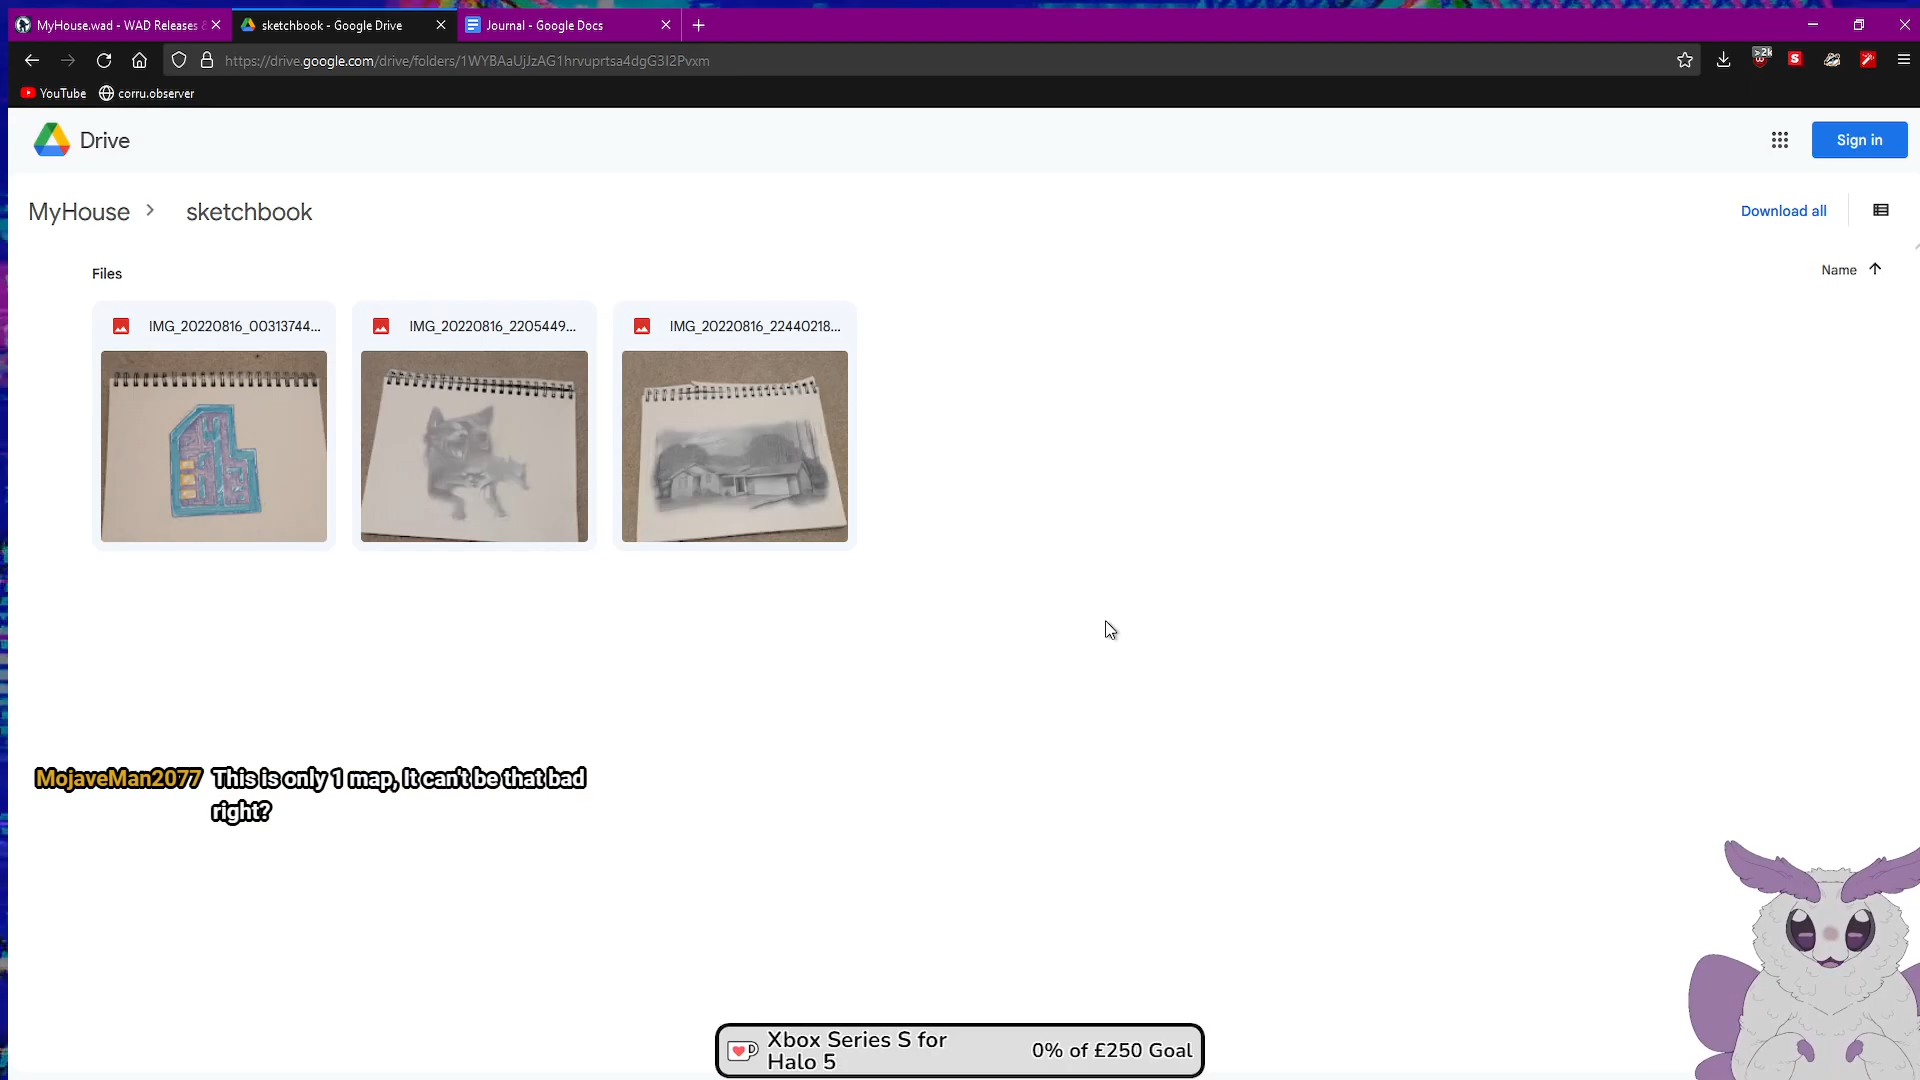 MyHouse.wad - WAD Releases &
sketchbook - Google Drive
Journal - Google Docs
https://drive.google.com/drive/folders/1WYBAaUjJzAG1hrvuprtsa4dgG3I2Pvxm
>2k
S
YouTube
corru.observer
Drive
Sign in
MyHouse
sketchbook
Download all
Files
Name
IMG_20220816_00313744...
IMG_20220816_2205449...
IMG_20220816_22440218...
MojaveMan2077 This is only 1 map, It can't be that bad
right?
Xbox Series S for
Halo 5
0% of £250 Goal